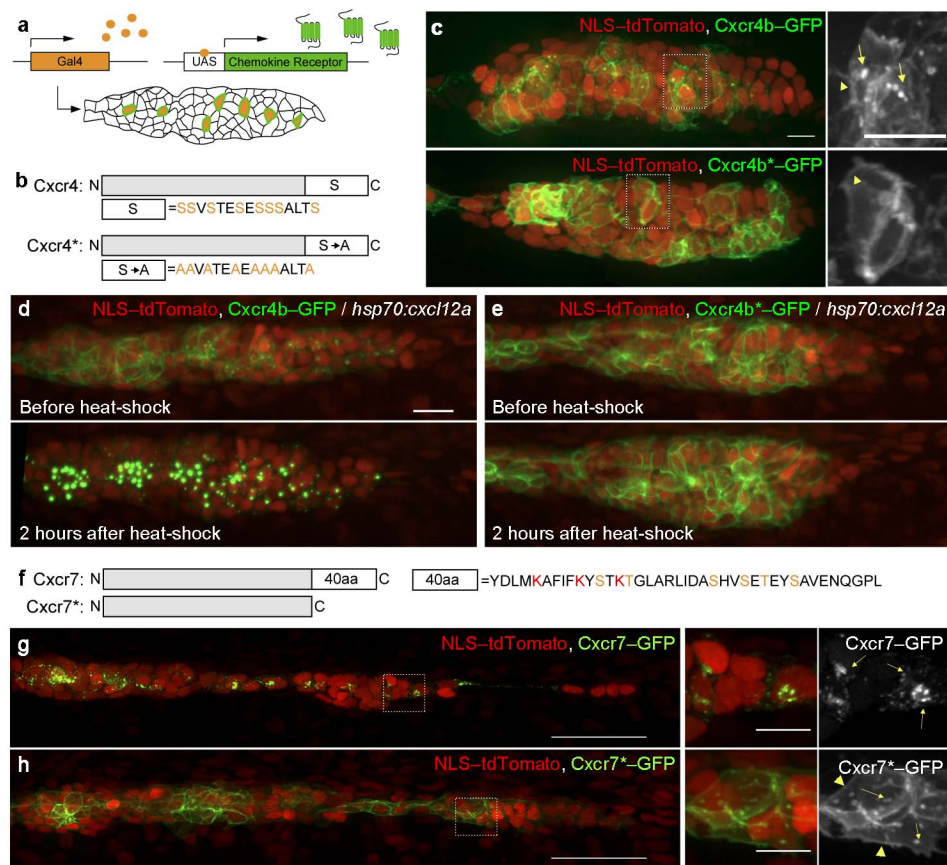 a
Gal4
UAS
Chemokine Receptor
b
Cxcr4: N
S
C
S
=SSVSTESESSSALTS
Cxcr4*: N
S➔A
C
S➔A
=AAVATEAEAAAALTA
c
NLS–tdTomato, Cxcr4b–GFP
NLS–tdTomato, Cxcr4b*–GFP
d
NLS–tdTomato, Cxcr4b–GFP / hsp70:cxcl12a
Before heat-shock
2 hours after heat-shock
e
NLS–tdTomato, Cxcr4b*–GFP / hsp70:cxcl12a
Before heat-shock
2 hours after heat-shock
f
Cxcr7: N
40aa
C
40aa
=YDLMKAFIFKYSTKTGLARLIDASHVSETEYSAVENQGPL
Cxcr7*: N
C
g
NLS–tdTomato, Cxcr7–GFP
Cxcr7–GFP
h
NLS–tdTomato, Cxcr7*–GFP
Cxcr7*–GFP